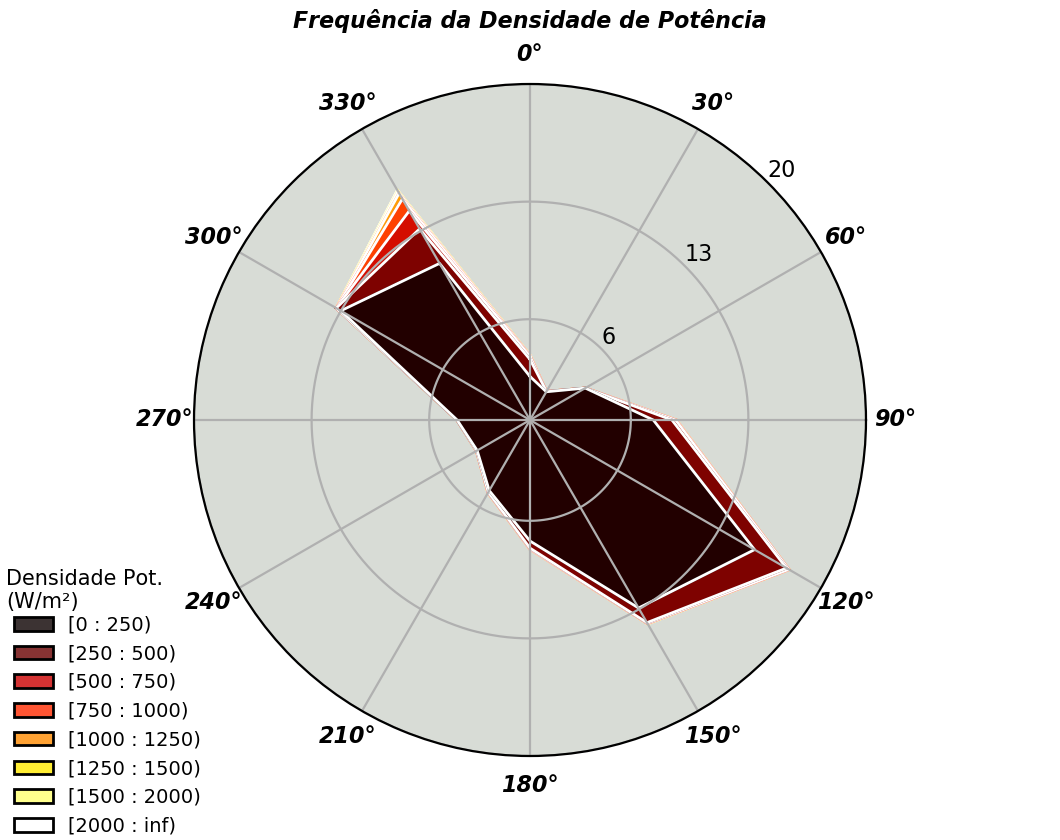 Frequência da Densidade de Potência
0°
330°
30°
20
300°
60°
13
6
270°
90°
240°
120°
210°
150°
180°
Densidade Pot.
(W/m²)
[0 : 250)
[250 : 500)
[500 : 750)
[750 : 1000)
[1000 : 1250)
[1250 : 1500)
[1500 : 2000)
[2000 : inf)